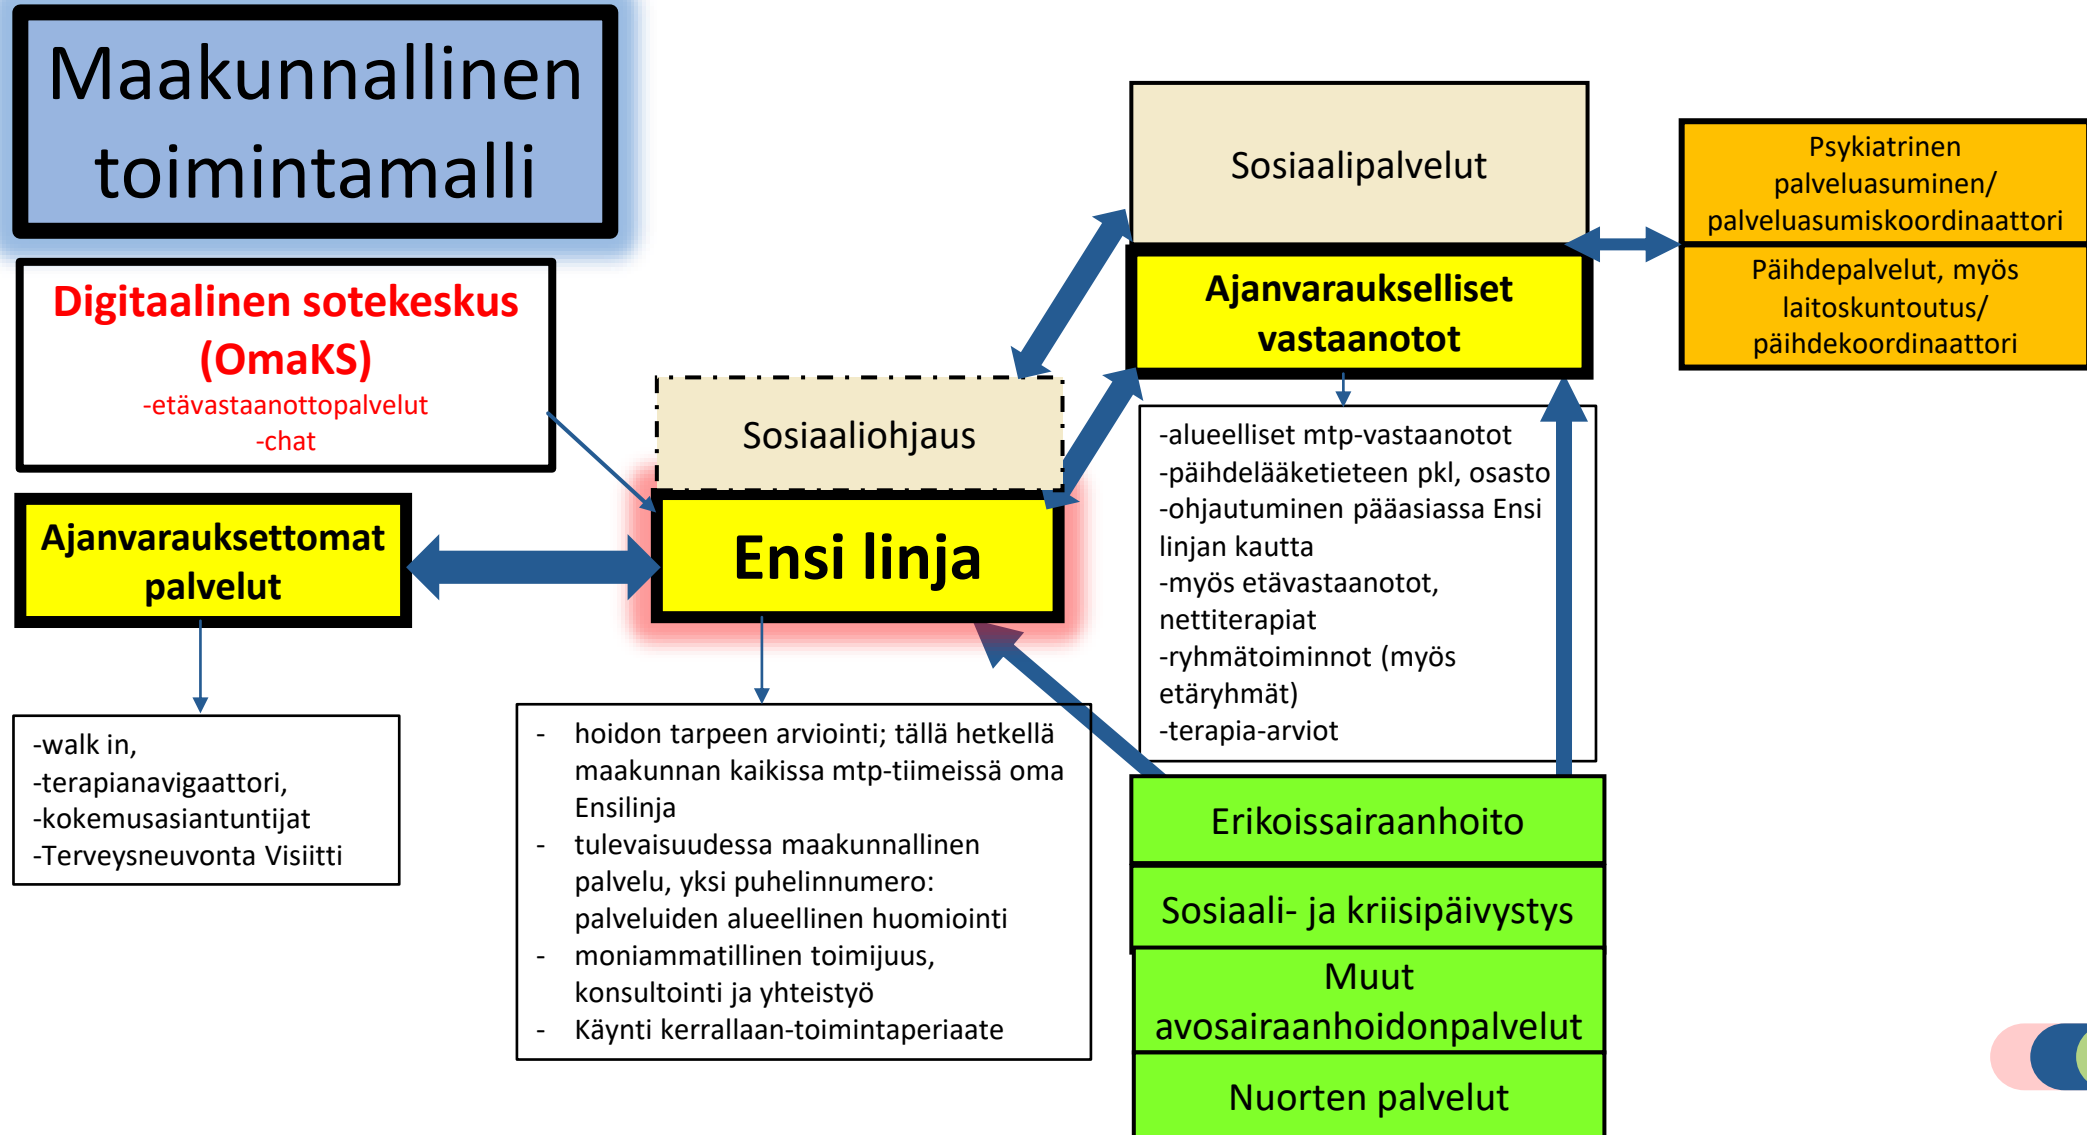 Maakunnallinen
toimintamalli
Digitaalinen sotekeskus
(OmaKS)
-etävastaanottopalvelut
-chat
Ajanvarauksettomat
palvelut
-walk in,
-terapianavigaattori,
-kokemusasiantuntijat
-Terveysneuvonta Visiitti
Sosiaaliohjaus
Ensi linja
- hoidon tarpeen arviointi; tällä hetkellä
maakunnan kaikissa mtp-tiimeissä oma
Ensilinja
- tulevaisuudessa maakunnallinen
palvelu, yksi puhelinnumero:
palveluiden alueellinen huomiointi
- moniammatillinen toimijuus,
konsultointi ja yhteistyö
- Käynti kerrallaan-toimintaperiaate
Sosiaalipalvelut
Ajanvaraukselliset
vastaanotot
-alueelliset mtp-vastaanotot
-päihdelääketieteen pkl, osasto
-ohjautuminen pääasiassa Ensi
linjan kautta
-myös etävastaanotot,
nettiterapiat
-ryhmätoiminnot (myös
etäryhmät)
-terapia-arviot
Erikoissairaanhoito
Sosiaali- ja kriisipäivystys
Muut
avosairaanhoidonpalvelut
Nuorten palvelut
Psykiatrinen
palveluasuminen/
palveluasumiskoordinaattori
Päihdepalvelut, myös
laitoskuntoutus/
päihdekoordinaattori